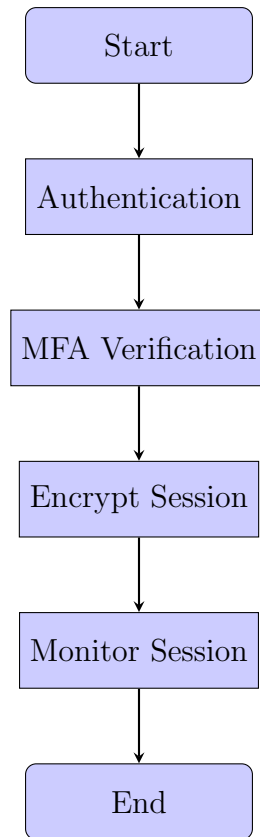 Start
Authentication
MFA Verification
Encrypt Session
Monitor Session
End